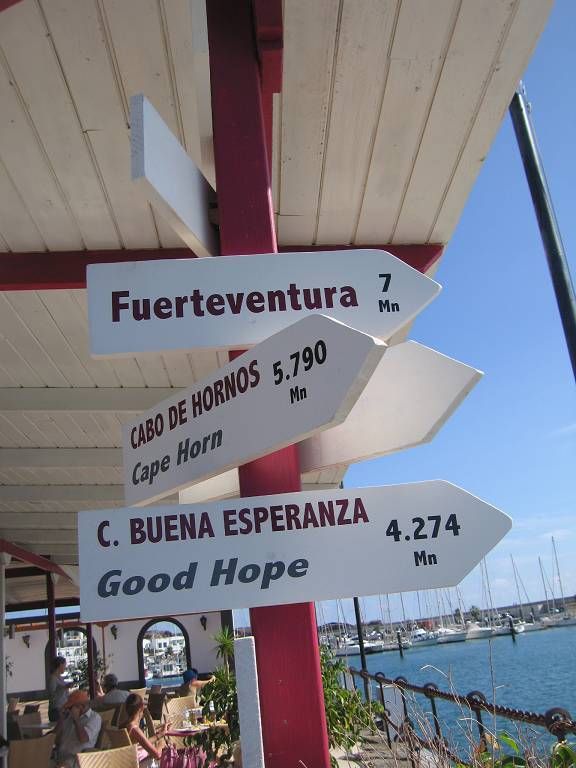 Fuerteventura 7
Mn
CABO DE HORNOS 5.790
Cape Horn Mn
C. BUENA ESPERANZA 4.274
Good Hope Mn